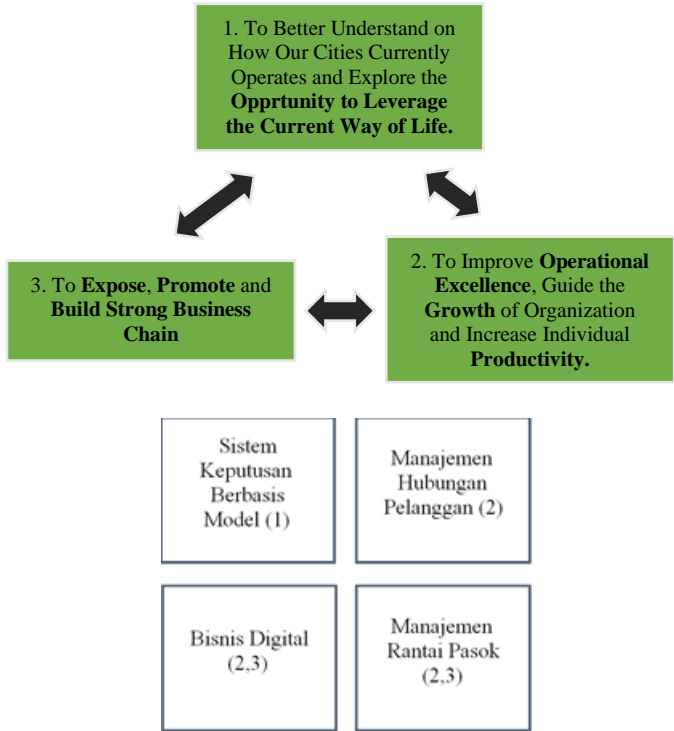 1. To Better Understand on
How Our Cities Currently
Operates and Explore the
Opprtunity to Leverage
the Current Way of Life.
3. To Expose, Promote and
Build Strong Business
Chain
2. To Improve Operational
Excellence, Guide the
Growth of Organization
and Increase Individual
Productivity.
Sistem
Keputusan
Berbasis
Model (1)
Manajemen
Hubungan
Pelanggan (2)
Bisnis Digital
(2,3)
Manajemen
Rantai Pasok
(2,3)